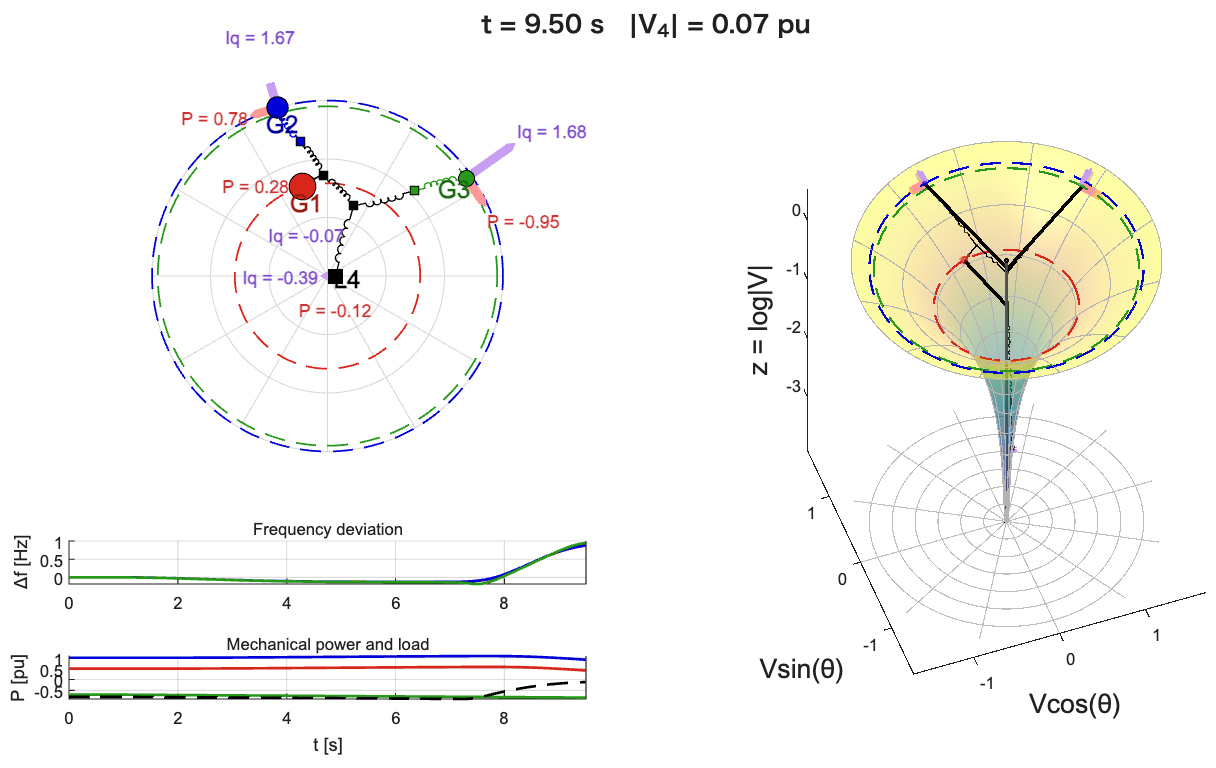 t = 9.50 s |V₄| = 0.07 pu
Iq = 1.67
P = 0.78
G2
Iq = 1.68
P = 0.28
G1
G3
P = -0.95
Iq = -0.07
Iq = -0.39
L4
P = -0.12
z = log|V|
0
-1
-2
-3
1
0
-1
Vsin(θ)
-1
0
1
Vcos(θ)
Frequency deviation
Δf [Hz]
1
0.5
0
0 2 4 6 8
Mechanical power and load
P [pu]
1
0.5
0
-0.5
0 2 4 6 8
t [s]